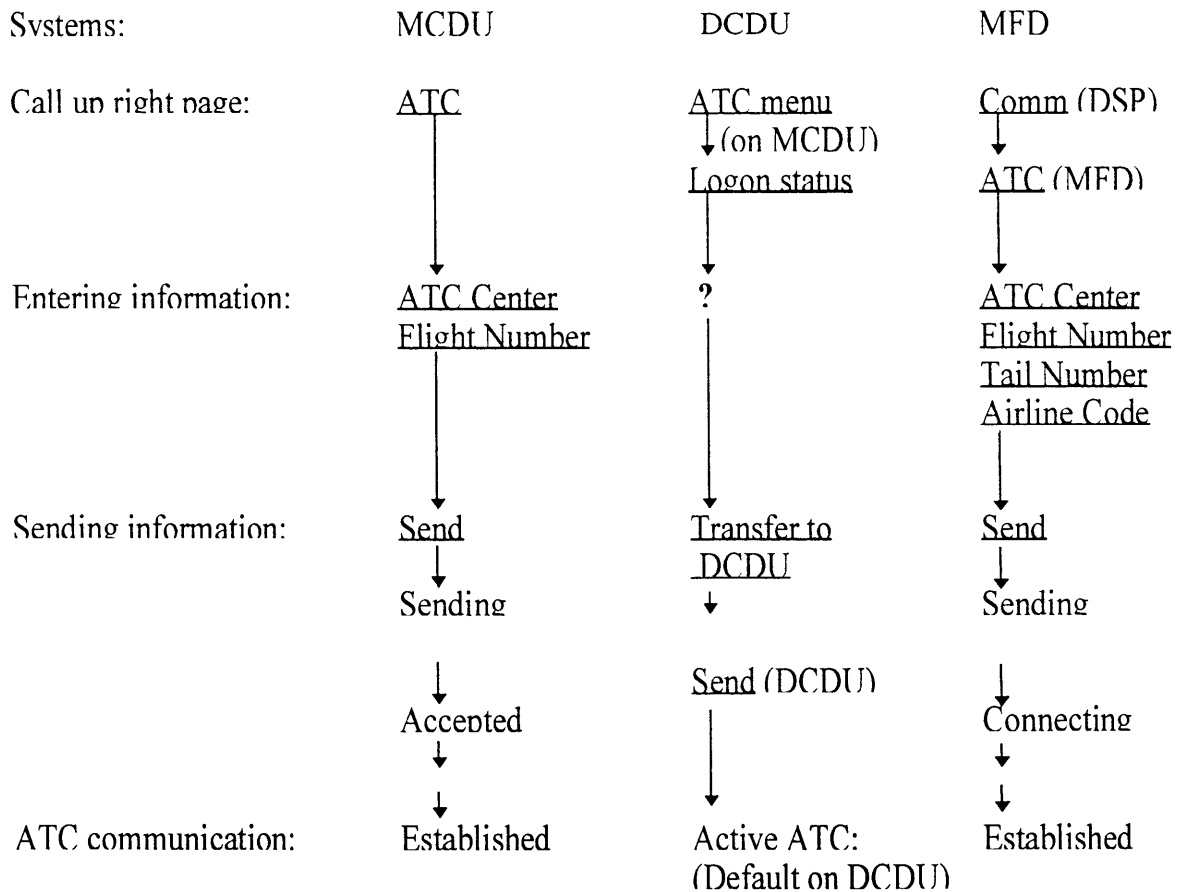 Systems: MCDU DCDU MFD
Call up right page: ATC ATC menu Comm (DSP)
(on MCDU)
Logon status ATC (MFD)
Entering information: ATC Center ? ATC Center
Flight Number Flight Number
Tail Number
Airline Code
Sending information: Send Transfer to Send
DCDU
Sending Sending
Send (DCDU)
Accepted Connecting
ATC communication: Established Active ATC: Established
(Default on DCDU)